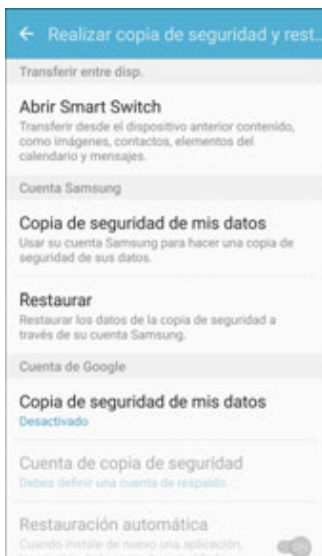 Realizar copia de seguridad y rest..
Transferir entre disp.
Abrir Smart Switch
Transferir desde el dispositivo anterior contenido,
como imágenes, contactos, elementos del
calendario y mensajes.
Cuenta Samsung
Copia de seguridad de mis datos
Usar su cuenta Samsung para hacer una copia de
seguridad de sus datos.
Restaurar
Restaurar los datos de la copia de seguridad a
través de su cuenta Samsung.
Cuenta de Google
Copia de seguridad de mis datos
Desactivado
Cuenta de copia de seguridad
Debes definir una cuenta de respaldo.
Restauración automática
Cuando instale de nuevo una aplicación,